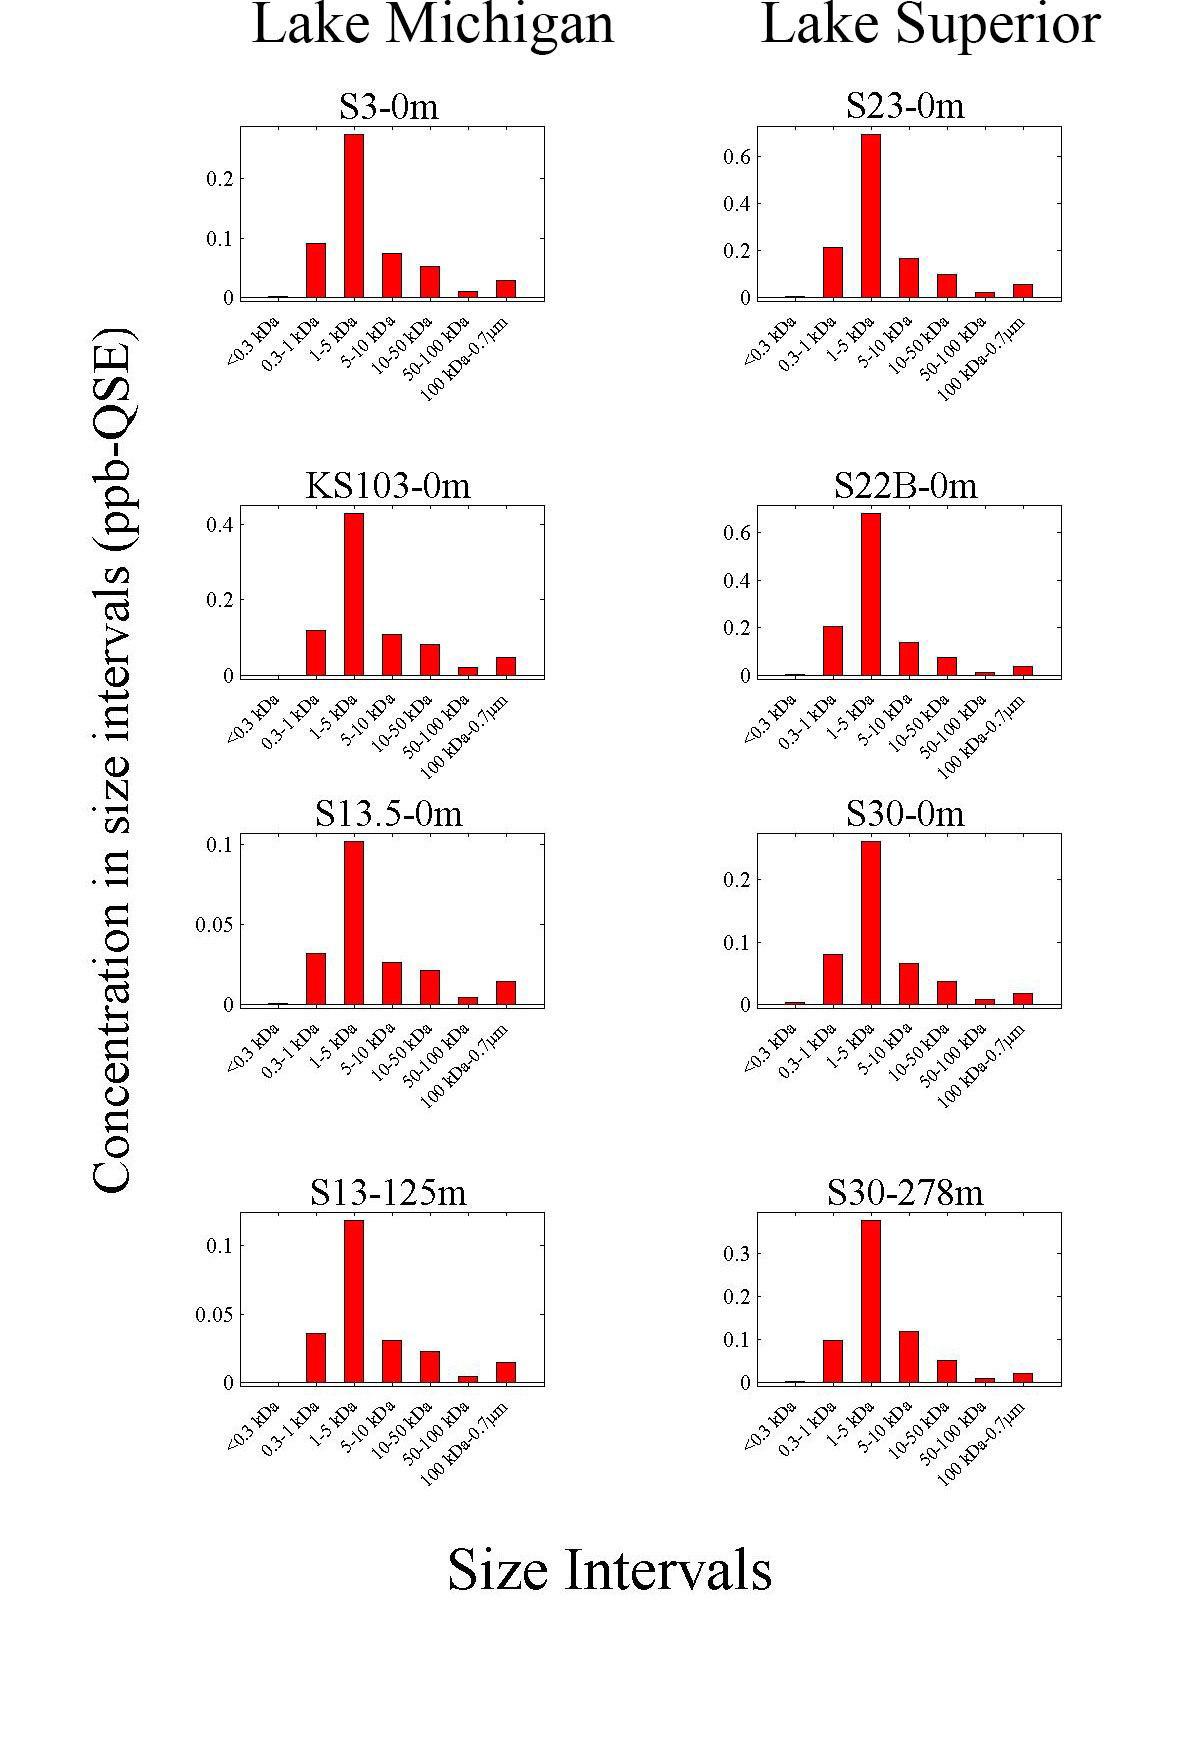 Lake Michigan
Lake Superior
Concentration in size intervals (ppb-QSE)
S3-0m
0.2
0.1
0
<0.3 kDa
0.3-1 kDa
1-5 kDa
5-10 kDa
10-50 kDa
50-100 kDa
100 kDa-0.7µm
S23-0m
0.6
0.4
0.2
0
<0.3 kDa
0.3-1 kDa
1-5 kDa
5-10 kDa
10-50 kDa
50-100 kDa
100 kDa-0.7µm
KS103-0m
0.4
0.2
0
<0.3 kDa
0.3-1 kDa
1-5 kDa
5-10 kDa
10-50 kDa
50-100 kDa
100 kDa-0.7µm
S22B-0m
0.6
0.4
0.2
0
<0.3 kDa
0.3-1 kDa
1-5 kDa
5-10 kDa
10-50 kDa
50-100 kDa
100 kDa-0.7µm
S13.5-0m
0.1
0.05
0
<0.3 kDa
0.3-1 kDa
1-5 kDa
5-10 kDa
10-50 kDa
50-100 kDa
100 kDa-0.7µm
S30-0m
0.2
0.1
0
<0.3 kDa
0.3-1 kDa
1-5 kDa
5-10 kDa
10-50 kDa
50-100 kDa
100 kDa-0.7µm
S13-125m
0.1
0.05
0
<0.3 kDa
0.3-1 kDa
1-5 kDa
5-10 kDa
10-50 kDa
50-100 kDa
100 kDa-0.7µm
S30-278m
0.3
0.2
0.1
0
<0.3 kDa
0.3-1 kDa
1-5 kDa
5-10 kDa
10-50 kDa
50-100 kDa
100 kDa-0.7µm
Size Intervals